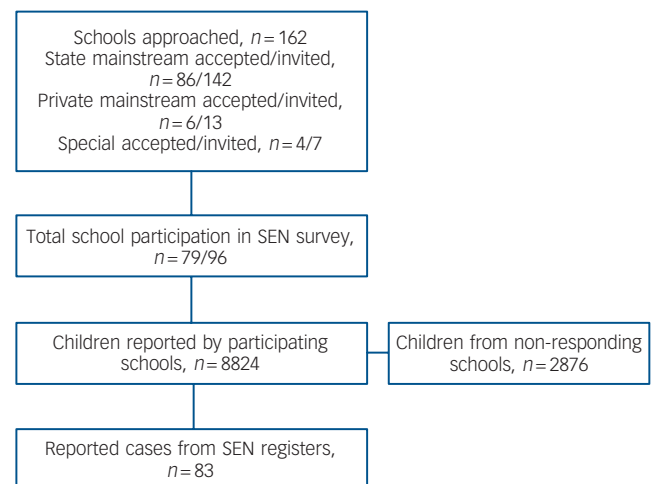 Schools approached, n=162
State mainstream accepted/invited,
n=86/142
Private mainstream accepted/invited,
n=6/13
Special accepted/invited, n=4/7
Total school participation in SEN survey,
n=79/96
Children reported by participating
schools, n=8824
Children from non-responding
schools, n=2876
Reported cases from SEN registers,
n=83